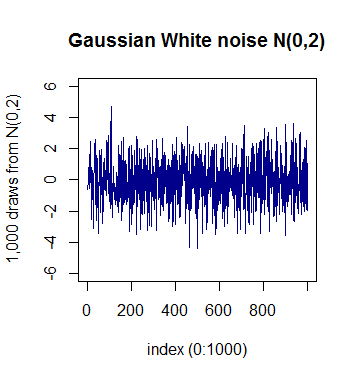 Gaussian White noise N(0,2)
1,000 draws from N(0,2)
6
4
2
0
-2
-4
-6
0 200 400 600 800
index (0:1000)